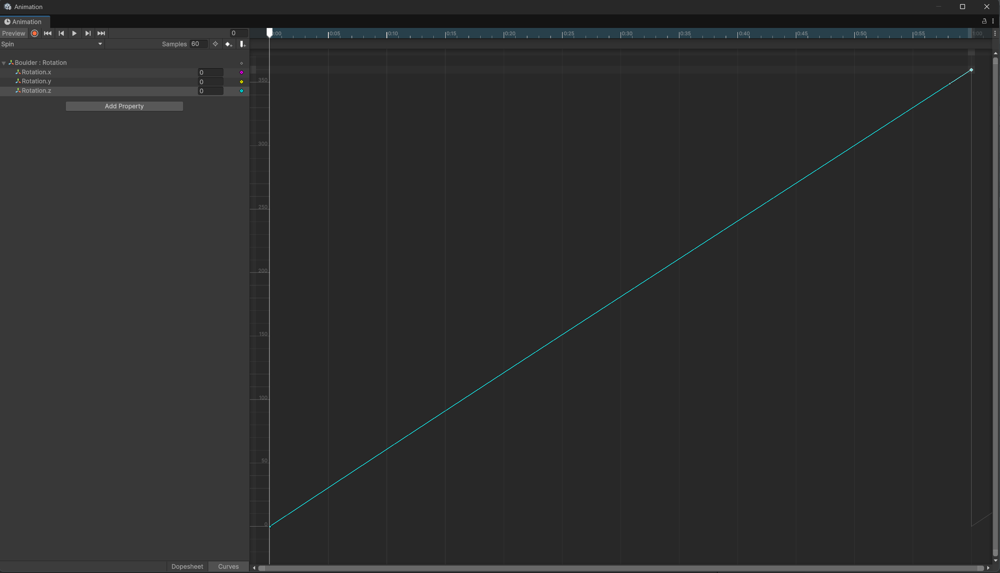 Animation
Animation
Preview 0
Spin Samples 60
Boulder : Rotation
Rotation.x 0
Rotation.y 0
Rotation.z 0
Add Property
Dopesheet Curves
0:00 0:05 0:10 0:15 0:20 0:25 0:30 0:35 0:40 0:45 0:50 0:55 1:00
350
300
250
200
150
100
50
0